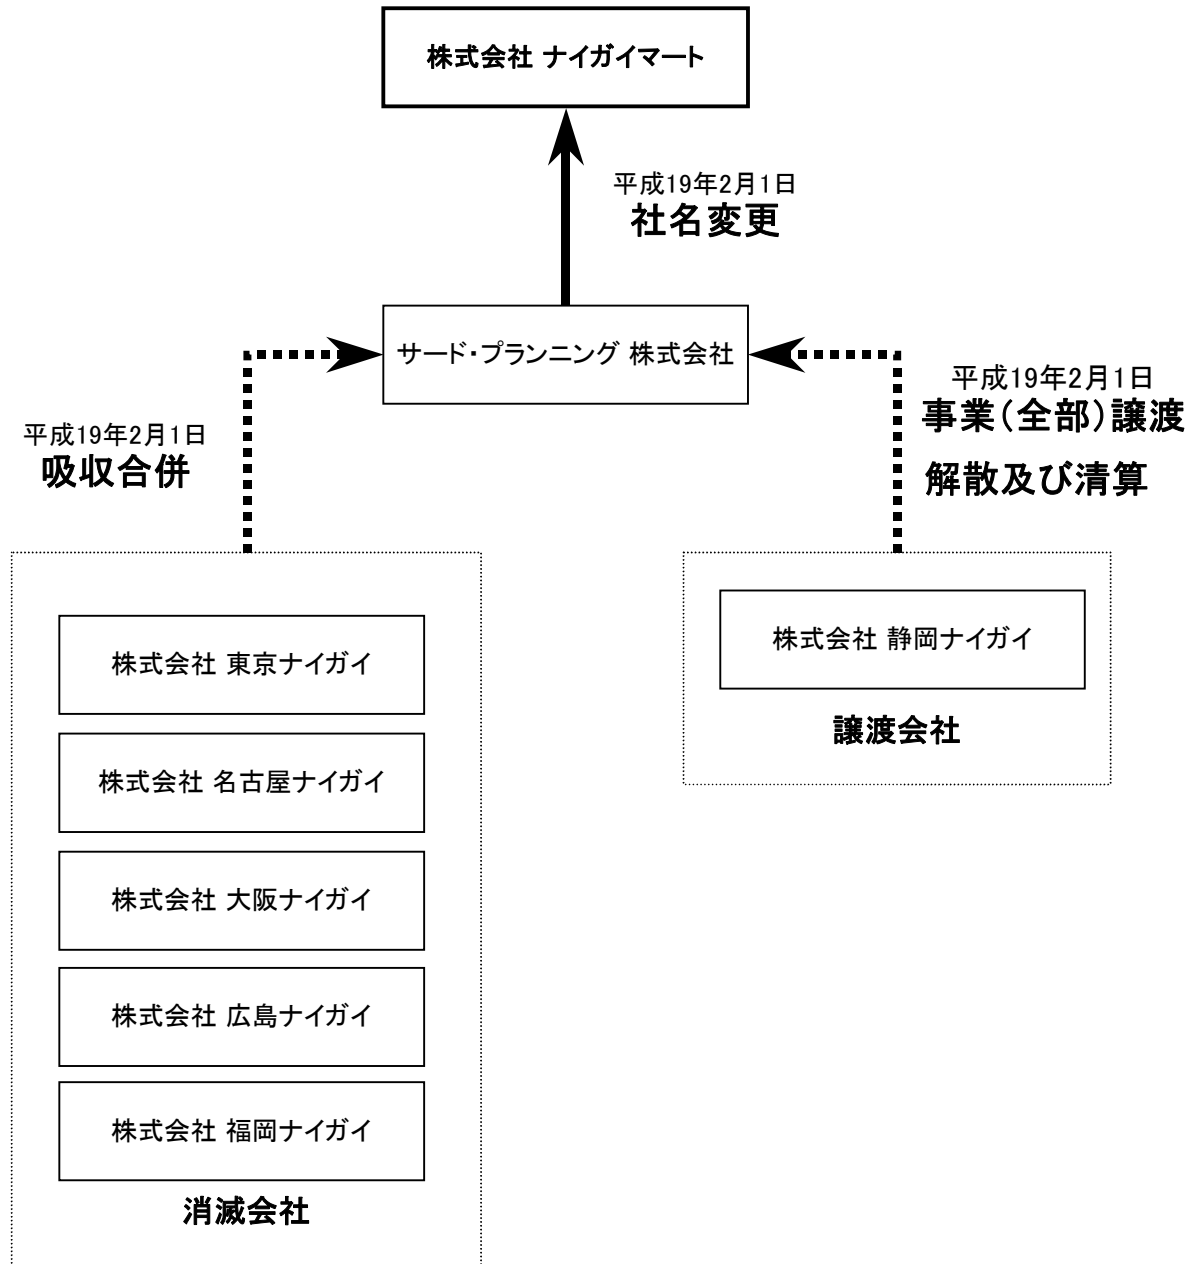 株式会社 ナイガイマート
平成19年2月1日
社名変更
サード・プランニング 株式会社
平成19年2月1日
吸収合併
平成19年2月1日
事業(全部)譲渡
解散及び清算
株式会社 東京ナイガイ
株式会社 名古屋ナイガイ
株式会社 大阪ナイガイ
株式会社 広島ナイガイ
株式会社 福岡ナイガイ
消滅会社
株式会社 静岡ナイガイ
譲渡会社